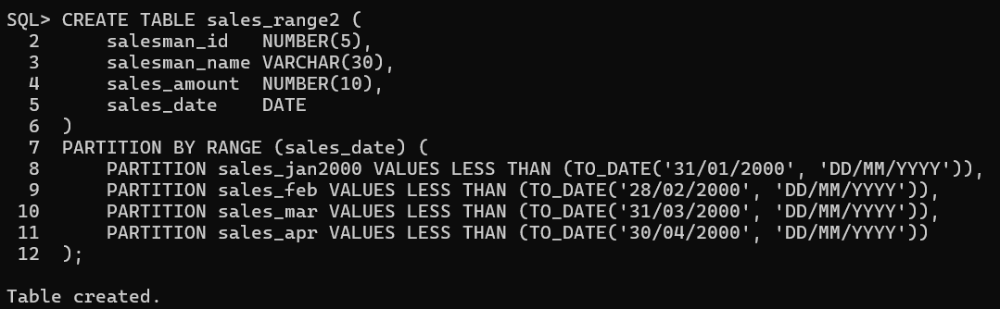 SQL> CREATE TABLE sales_range2 (
  2      salesman_id   NUMBER(5),
  3      salesman_name VARCHAR(30),
  4      sales_amount  NUMBER(10),
  5      sales_date    DATE
  6  )
  7  PARTITION BY RANGE (sales_date) (
  8      PARTITION sales_jan2000 VALUES LESS THAN (TO_DATE('31/01/2000', 'DD/MM/YYYY')),
  9      PARTITION sales_feb VALUES LESS THAN (TO_DATE('28/02/2000', 'DD/MM/YYYY')),
 10      PARTITION sales_mar VALUES LESS THAN (TO_DATE('31/03/2000', 'DD/MM/YYYY')),
 11      PARTITION sales_apr VALUES LESS THAN (TO_DATE('30/04/2000', 'DD/MM/YYYY'))
 12  );
Table created.